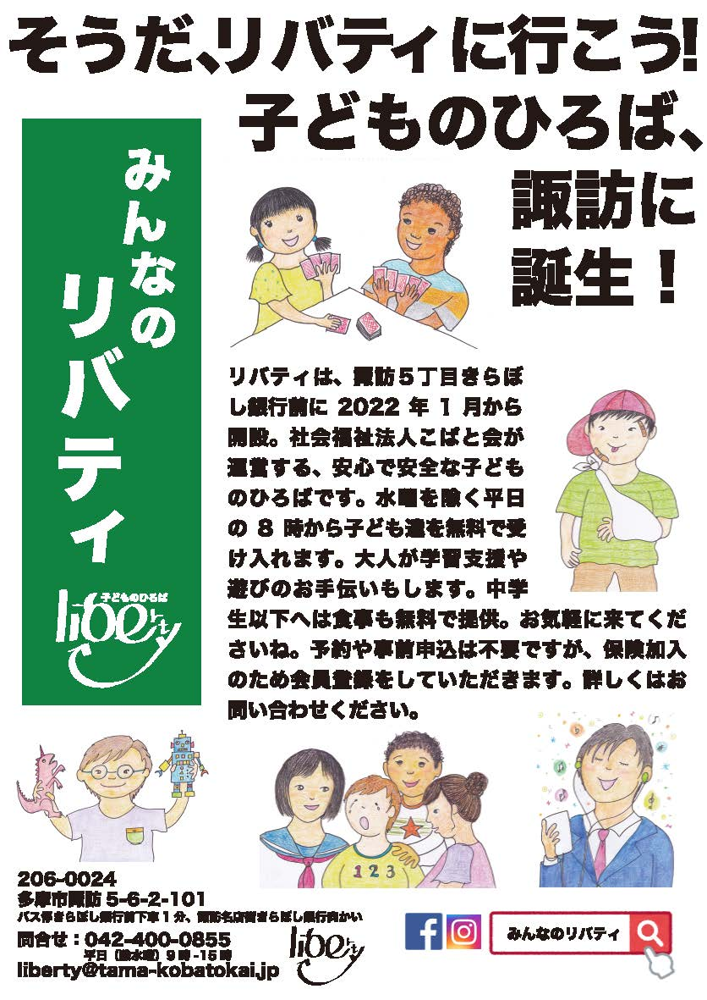 そうだ、リバティに行こう!
子どものひろば、
諏訪に
誕生！
みんなの
リバティ
子どものひろば
liberty
リバティは、諏訪５丁目きらぼ
し銀行前に 2022 年 1 月から
開設。社会福祉法人こばと会が
運営する、安心で安全な子ども
のひろばです。水曜を除く平日
の 8 時から子ども達を無料で受
け入れます。大人が学習支援や
遊びのお手伝いもします。中学
生以下へは食事も無料で提供。お気軽に来てくだ
さいね。予約や事前申込は不要ですが、保険加入
のため会員登録をしていただきます。詳しくはお
問い合わせください。
1 2 3
206-0024
多摩市諏訪 5-6-2-101
バス停きらぼし銀行前下車１分、諏訪名店街きらぼし銀行向かい
問合せ：042-400-0855
平日（除水曜）９時-15時
liberty@tama-kobatokai.jp
liberty
みんなのリバティ